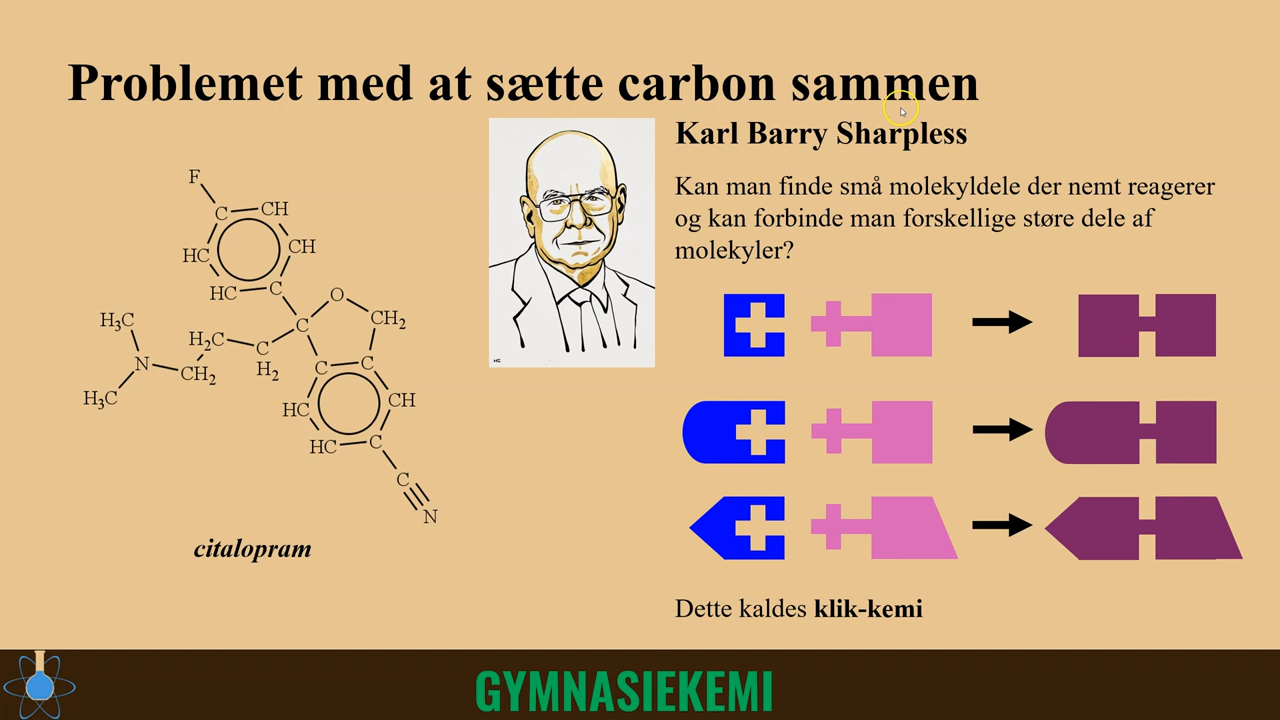 Problemet med at sætte carbon sammen
Karl Barry Sharpless
Kan man finde små molekyldele der nemt reagerer
og kan forbinde man forskellige støre dele af
molekyler?
F
C CH
HC CH
HC C
O
H₃C C CH₂
H₂C C
N CH₂ H₂ C C
H₃C HC CH
HC C
C
N
citalopram
Dette kaldes klik-kemi
GYMNASIEKEMI